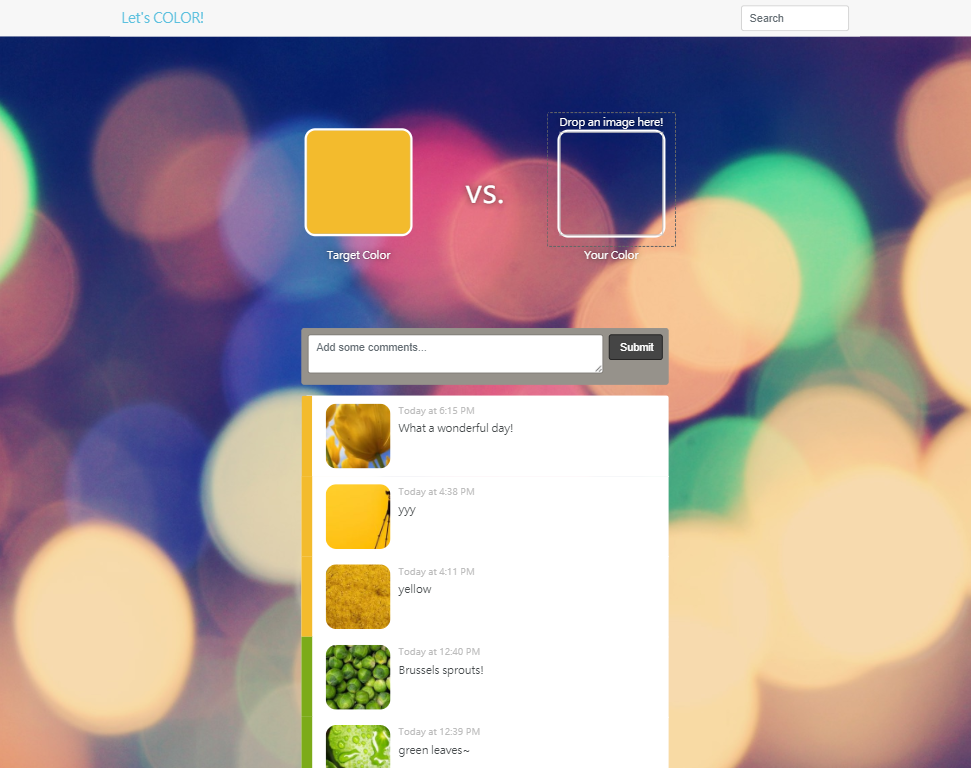 Let's COLOR!
Search
Drop an image here!
vs.
Target Color
Your Color
Add some comments...
Submit
Today at 6:15 PM
What a wonderful day!
Today at 4:38 PM
yyy
Today at 4:11 PM
yellow
Today at 12:40 PM
Brussels sprouts!
Today at 12:39 PM
green leaves~